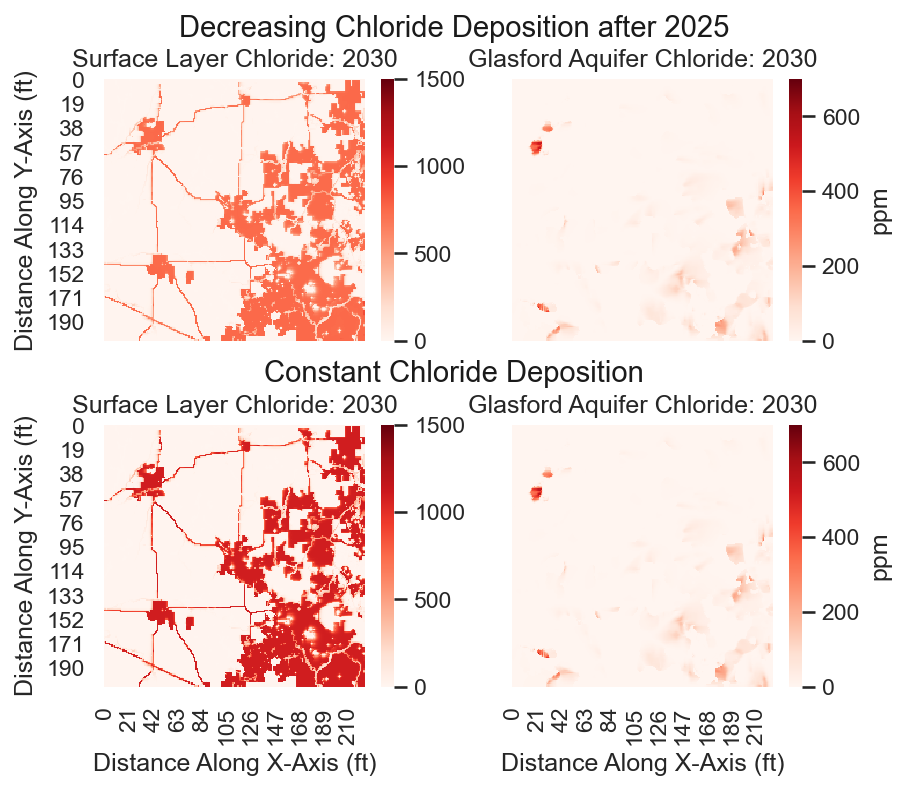 Decreasing Chloride Deposition after 2025
Surface Layer Chloride: 2030
Glasford Aquifer Chloride: 2030
Distance Along Y-Axis (ft)
0
19
38
57
76
95
114
133
152
171
190
1500
1000
500
0
600
400
200
0
ppm
Constant Chloride Deposition
Surface Layer Chloride: 2030
Glasford Aquifer Chloride: 2030
Distance Along Y-Axis (ft)
0
19
38
57
76
95
114
133
152
171
190
1500
1000
500
0
600
400
200
0
ppm
0 21 42 63 84 105 126 147 168 189 210
0 21 42 63 84 105 126 147 168 189 210
Distance Along X-Axis (ft)
Distance Along X-Axis (ft)